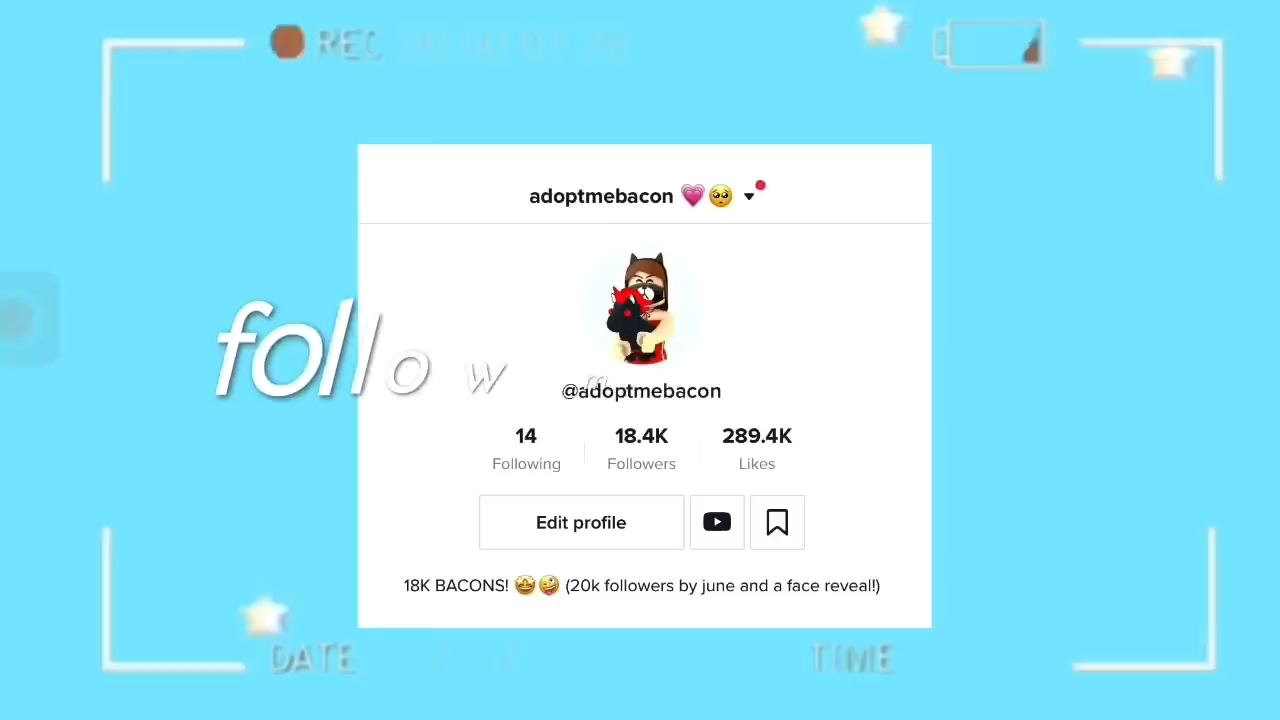 REC
adoptmebacon 💗🥺
follow m
@adoptmebacon
14 18.4K 289.4K
Following Followers Likes
Edit profile
18K BACONS! 🤩🤪 (20k followers by june and a face reveal!)
DATE TIME